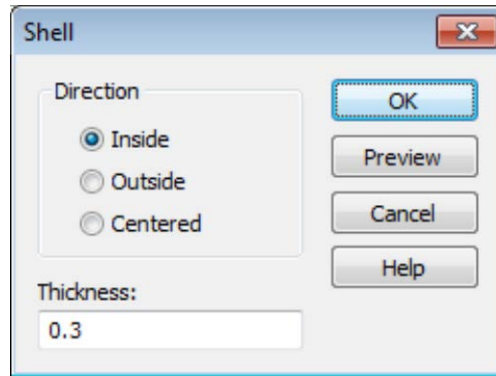 Shell
Direction
Inside
Outside
Centered
Thickness:
0.3
OK
Preview
Cancel
Help